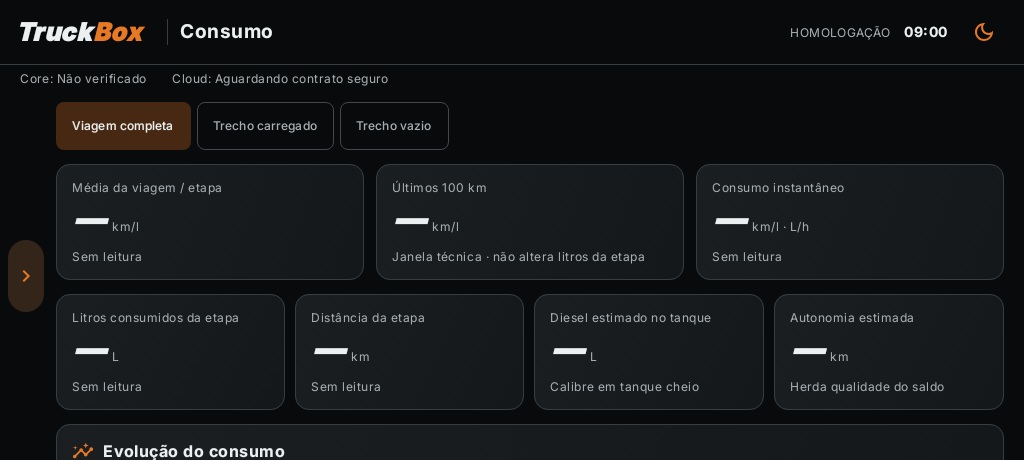 TruckBox Consumo HOMOLOGAÇÃO 09:00
Core: Não verificado Cloud: Aguardando contrato seguro
Viagem completa Trecho carregado Trecho vazio
Média da viagem / etapa
— km/l
Sem leitura
Últimos 100 km
— km/l
Janela técnica · não altera litros da etapa
Consumo instantâneo
— km/l · L/h
Sem leitura
Litros consumidos da etapa
— L
Sem leitura
Distância da etapa
— km
Sem leitura
Diesel estimado no tanque
— L
Calibre em tanque cheio
Autonomia estimada
— km
Herda qualidade do saldo
Evolução do consumo